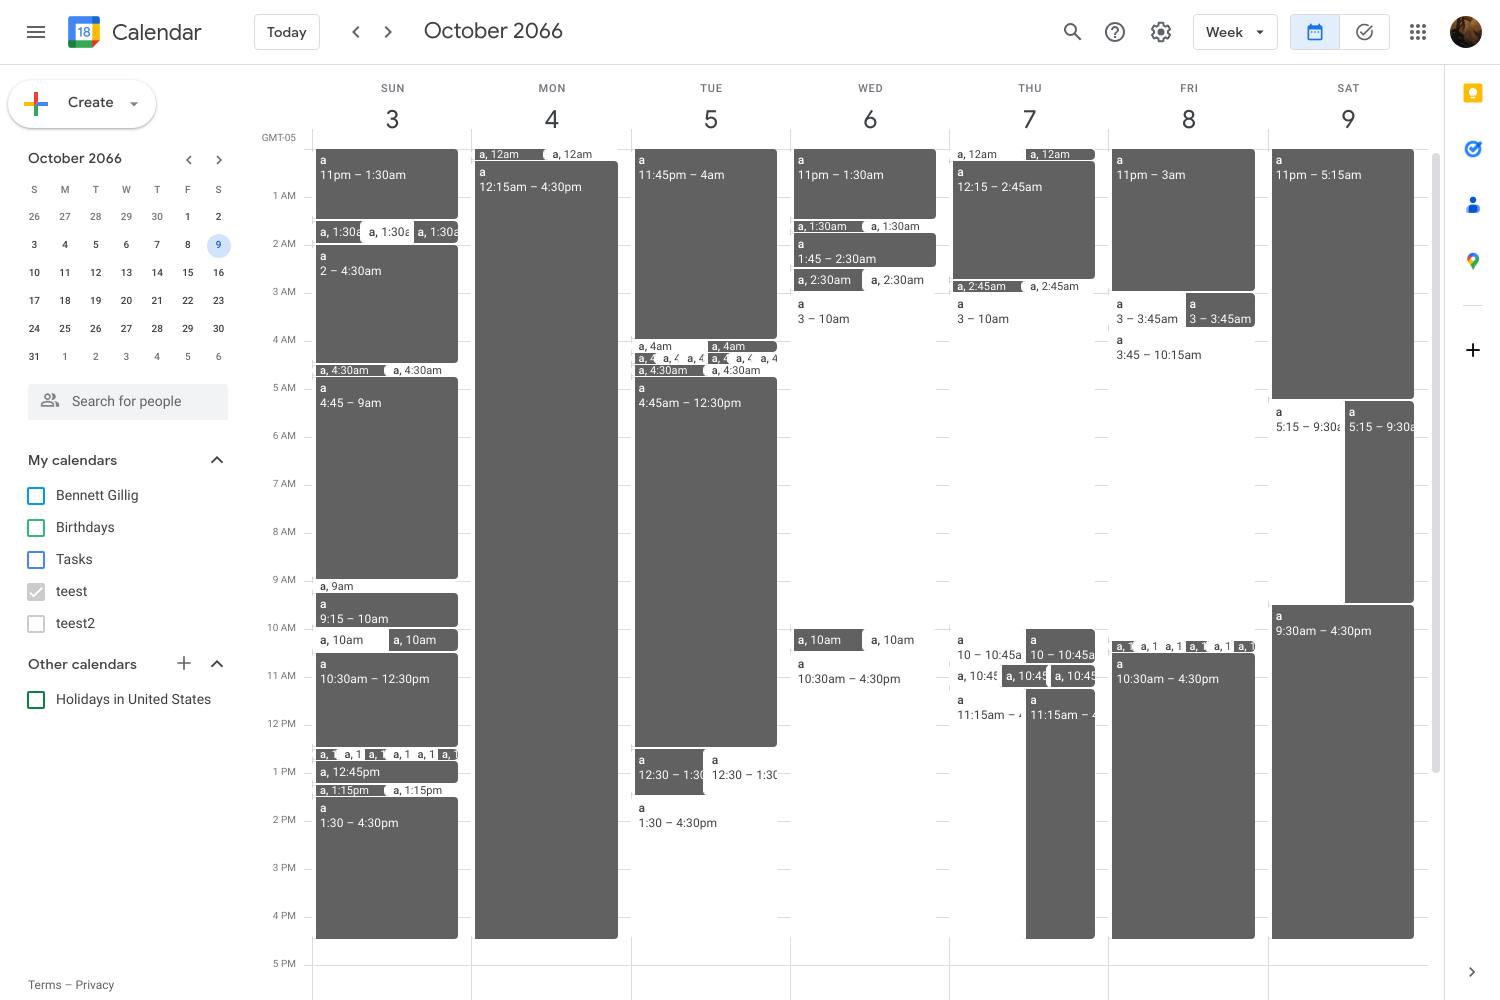 18 Calendar Today October 2066 Week
Create
SUN MON TUE WED THU FRI SAT
3 4 5 6 7 8 9
GMT-05
October 2066
S M T W T F S
26 27 28 29 30 1 2
3 4 5 6 7 8 9
10 11 12 13 14 15 16
17 18 19 20 21 22 23
24 25 26 27 28 29 30
31 1 2 3 4 5 6
Search for people
My calendars
Bennett Gillig
Birthdays
Tasks
teest
teest2
Other calendars
Holidays in United States
Terms – Privacy
1 AM
2 AM
3 AM
4 AM
5 AM
6 AM
7 AM
8 AM
9 AM
10 AM
11 AM
12 PM
1 PM
2 PM
3 PM
4 PM
5 PM
a
11pm – 1:30am
a, 1:30a a, 1:30a a, 1:30a
a
2 – 4:30am
a, 4:30am a, 4:30am
a
4:45 – 9am
a, 9am
a
9:15 – 10am
a, 10am a, 10am
a
10:30am – 12:30pm
a, 1 a, 1 a, 1 a, 1 a, 1 a, 1
a, 12:45pm
a, 1:15pm a, 1:15pm
a
1:30 – 4:30pm
a, 12am a, 12am
a
12:15am – 4:30pm
a
11:45pm – 4am
a, 4am a, 4am
a, 4 a, 4 a, 4 a, 4 a, 4 a, 4
a, 4:30am a, 4:30am
a
4:45am – 12:30pm
a a
12:30 – 1:30 12:30 – 1:30
a
1:30 – 4:30pm
a
11pm – 1:30am
a, 1:30am a, 1:30am
a
1:45 – 2:30am
a, 2:30am a, 2:30am
a
3 – 10am
a, 10am a, 10am
a
10:30am – 4:30pm
a, 12am a, 12am
a
12:15 – 2:45am
a, 2:45am a, 2:45am
a
3 – 10am
a a
10 – 10:45a 10 – 10:45a
a, 10:45 a, 10:45 a, 10:45
a a
11:15am – 4 11:15am – 4
a
11pm – 3am
a a
3 – 3:45am 3 – 3:45am
a
3:45 – 10:15am
a, 1 a, 1 a, 1 a, 1 a, 1 a, 1
a
10:30am – 4:30pm
a
11pm – 5:15am
a a
5:15 – 9:30a 5:15 – 9:30a
a
9:30am – 4:30pm